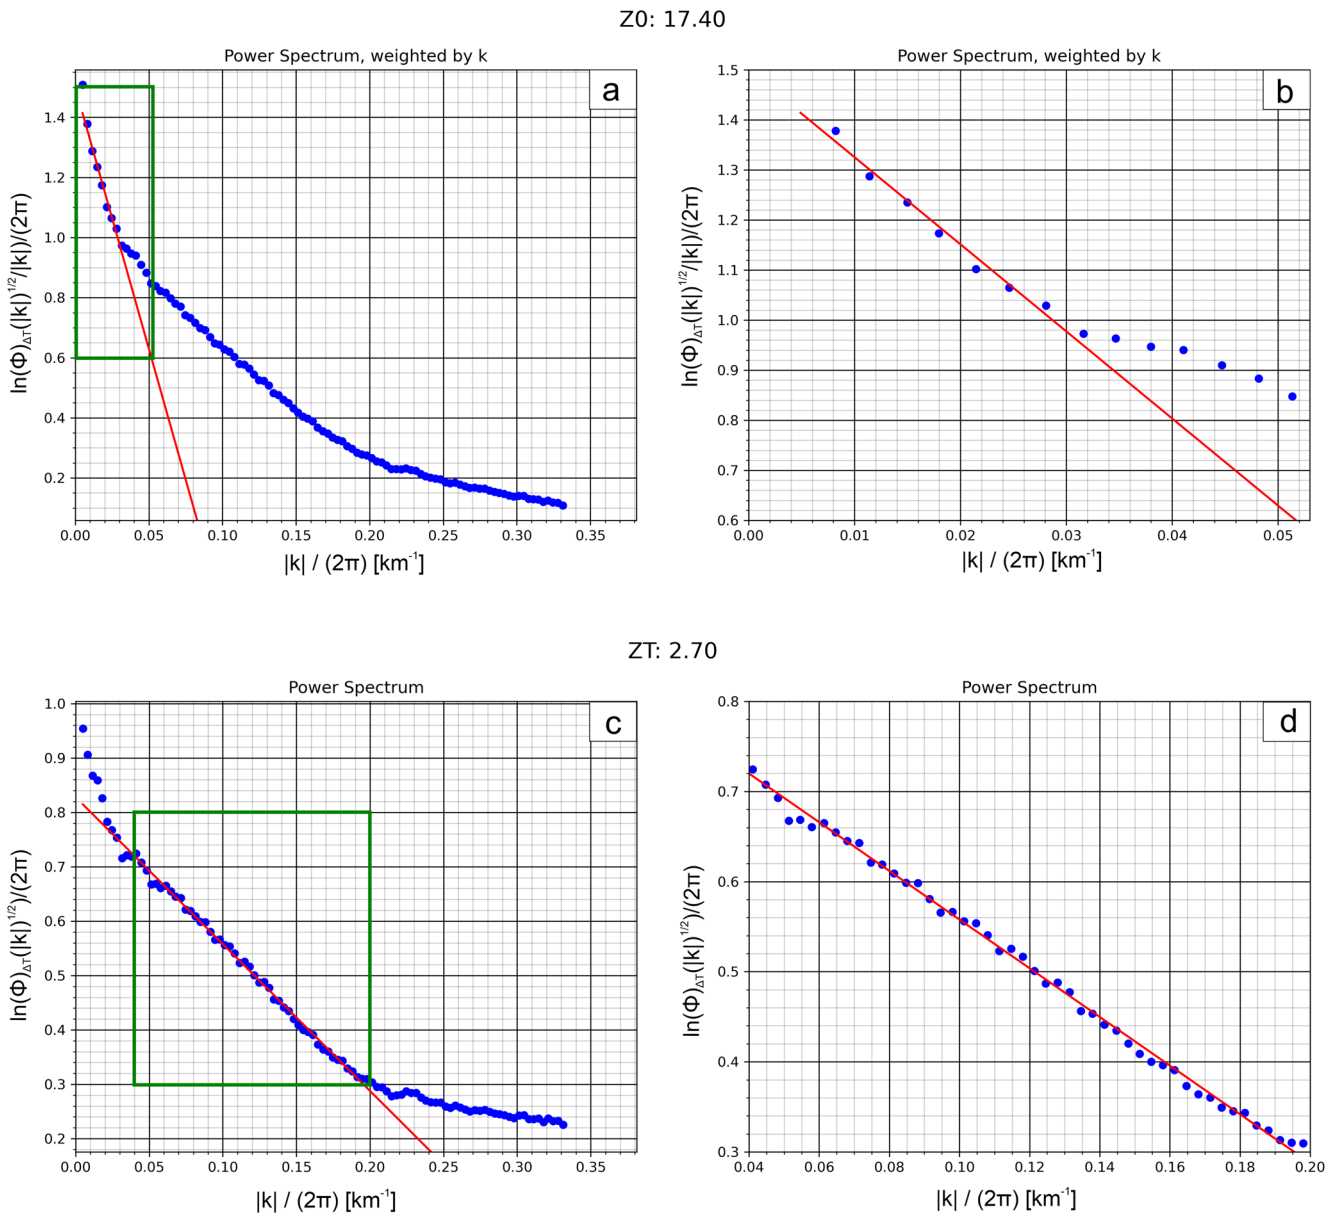 Z0: 17.40
Power Spectrum, weighted by k
a
1.4
1.2
1.0
0.8
0.6
0.4
0.2
0.00 0.05 0.10 0.15 0.20 0.25 0.30 0.35
ln(Φ)ΔT(|k|)^1/2/|k|)/(2π)
|k| / (2π) [km⁻¹]
Power Spectrum, weighted by k
b
1.5
1.4
1.3
1.2
1.1
1.0
0.9
0.8
0.7
0.6
0.00 0.01 0.02 0.03 0.04 0.05
ln(Φ)ΔT(|k|)^1/2/|k|)/(2π)
|k| / (2π) [km⁻¹]
ZT: 2.70
Power Spectrum
c
1.0
0.9
0.8
0.7
0.6
0.5
0.4
0.3
0.2
0.00 0.05 0.10 0.15 0.20 0.25 0.30 0.35
ln(Φ)ΔT(|k|)^1/2)/(2π)
|k| / (2π) [km⁻¹]
Power Spectrum
d
0.8
0.7
0.6
0.5
0.4
0.3
0.04 0.06 0.08 0.10 0.12 0.14 0.16 0.18 0.20
ln(Φ)ΔT(|k|)^1/2)/(2π)
|k| / (2π) [km⁻¹]